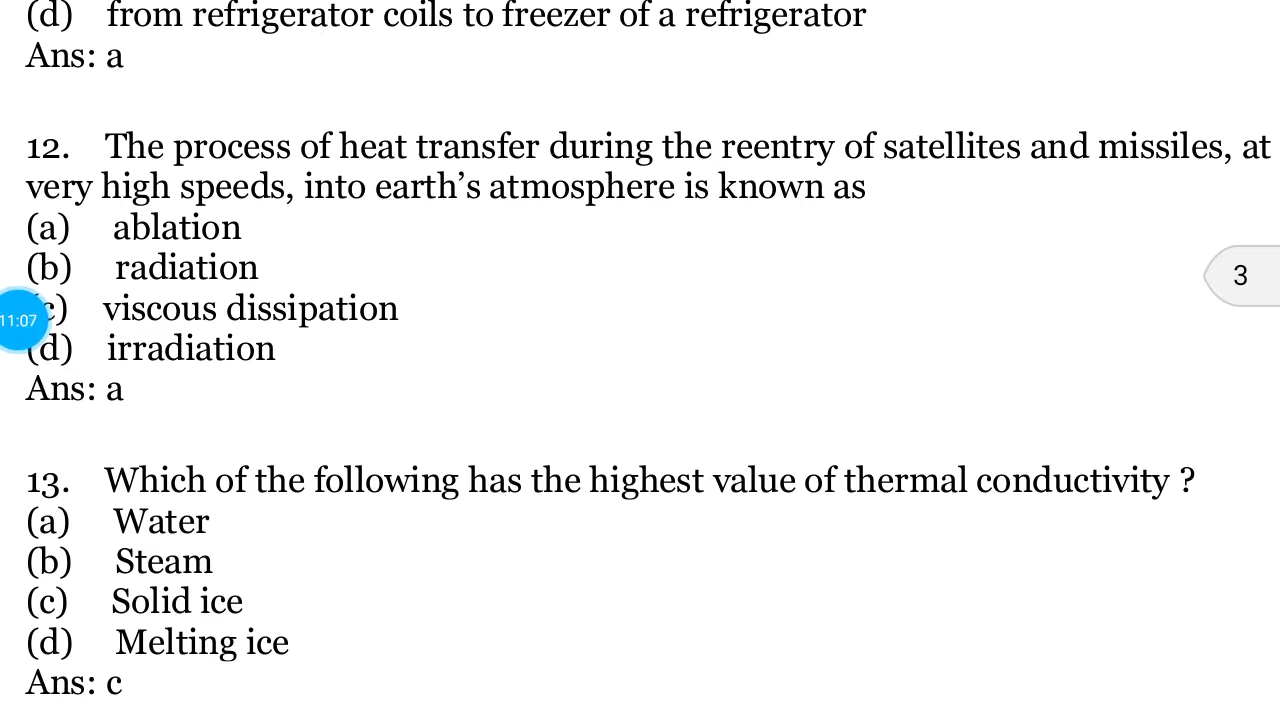 (d) from refrigerator coils to freezer of a refrigerator
Ans: a
12. The process of heat transfer during the reentry of satellites and missiles, at
very high speeds, into earth’s atmosphere is known as
(a) ablation
(b) radiation
c) viscous dissipation
(d) irradiation
Ans: a
13. Which of the following has the highest value of thermal conductivity ?
(a) Water
(b) Steam
(c) Solid ice
(d) Melting ice
Ans: c
11:07
3